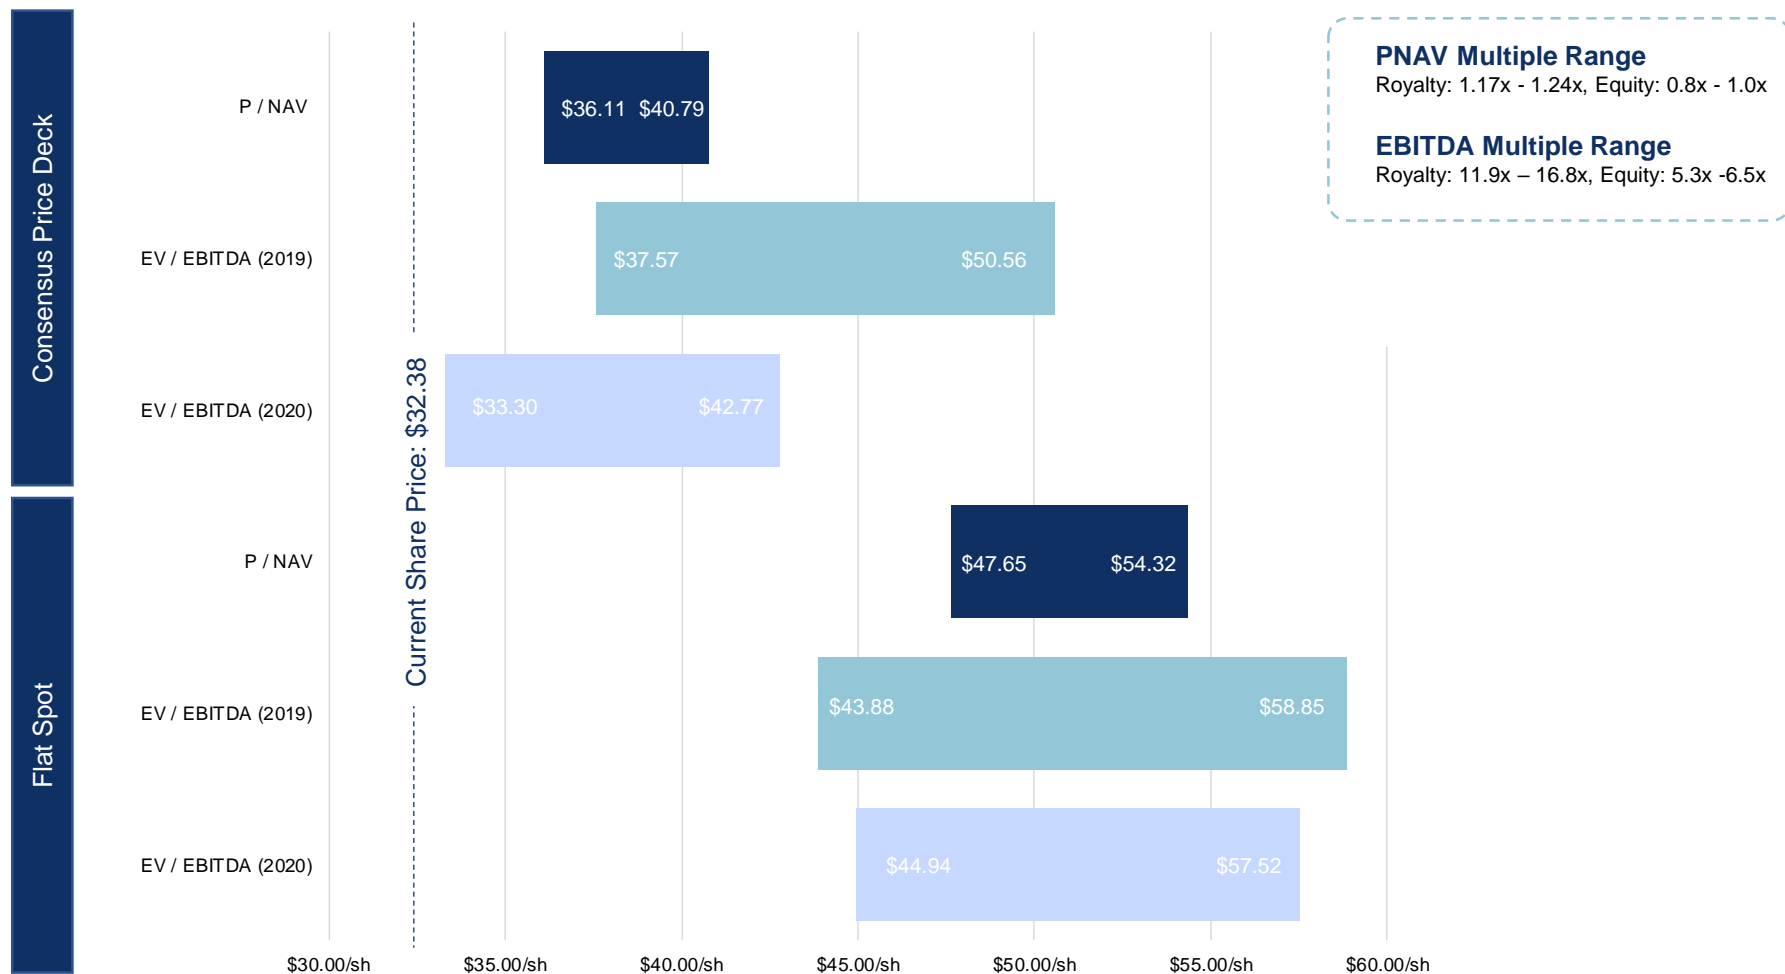 Consensus Price Deck
P / NAV
$36.11 $40.79
EV / EBITDA (2019)
$37.57 $50.56
EV / EBITDA (2020)
$33.30 $42.77
Current Share Price: $32.38
PNAV Multiple Range
Royalty: 1.17x - 1.24x, Equity: 0.8x - 1.0x
EBITDA Multiple Range
Royalty: 11.9x – 16.8x, Equity: 5.3x -6.5x
Flat Spot
P / NAV
$47.65 $54.32
EV / EBITDA (2019)
$43.88 $58.85
EV / EBITDA (2020)
$44.94 $57.52
$30.00/sh $35.00/sh $40.00/sh $45.00/sh $50.00/sh $55.00/sh $60.00/sh